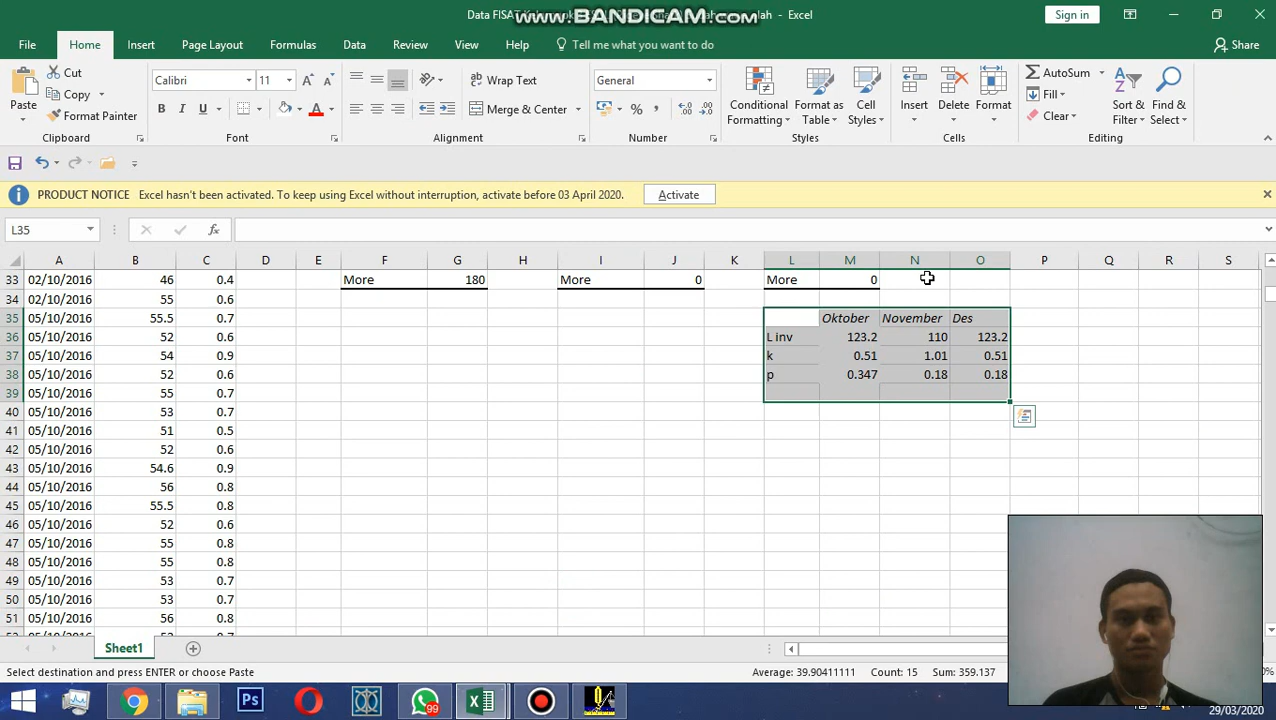 Data FISAT
www.BANDICAM.com
lah - Excel
Sign in
File Home Insert Page Layout Formulas Data Review View Help Tell me what you want to do Share
Cut
Copy
Format Painter
Paste
Clipboard
Calibri 11
B I U
Font
Wrap Text
Merge & Center
Alignment
General
Number
Conditional Formatting
Format as Table
Cell Styles
Styles
Insert Delete Format
Cells
AutoSum
Fill
Clear
Sort & Filter
Find & Select
Editing
PRODUCT NOTICE Excel hasn't been activated. To keep using Excel without interruption, activate before 03 April 2020. Activate
L35 fx
A B C D E F G H I J K L M N O P Q R S
33 02/10/2016 46 0.4 More 180 More 0 More 0
34 02/10/2016 55 0.6
35 05/10/2016 55.5 0.7 Oktober November Des
36 05/10/2016 52 0.6 L inv 123.2 110 123.2
37 05/10/2016 54 0.9 k 0.51 1.01 0.51
38 05/10/2016 52 0.6 p 0.347 0.18 0.18
39 05/10/2016 55 0.7
40 05/10/2016 53 0.7
41 05/10/2016 51 0.5
42 05/10/2016 52 0.6
43 05/10/2016 54.6 0.9
44 05/10/2016 56 0.8
45 05/10/2016 55.5 0.8
46 05/10/2016 52 0.6
47 05/10/2016 55 0.8
48 05/10/2016 55 0.8
49 05/10/2016 53 0.7
50 05/10/2016 53 0.7
51 05/10/2016 56 0.8
Sheet1
Select destination and press ENTER or choose Paste Average: 39.90411111 Count: 15 Sum: 359.137
Ps
99
29/03/2020